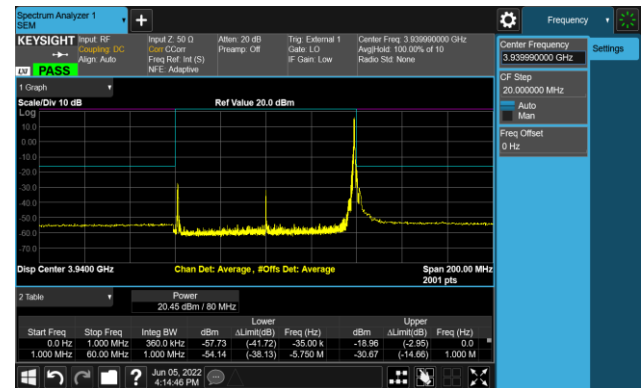 Spectrum Analyzer 1
SEM
+
Frequency
KEYSIGHT
Input: RF
Coupling: DC
Align: Auto
Input Z: 50 Ω
Corr CCorr
Freq Ref: Int (S)
NFE: Adaptive
Atten: 20 dB
Preamp: Off
Trig: External 1
Gate: LO
IF Gain: Low
Center Freq: 3.939990000 GHz
Avg|Hold: 100.00% of 10
Radio Std: None
LXI PASS
Center Frequency
3.939990000 GHz
Settings
CF Step
20.000000 MHz
Auto
Man
Freq Offset
0 Hz
1 Graph
Scale/Div 10 dB
Ref Value 20.0 dBm
Log
10.0
0.00
-10.0
-20.0
-30.0
-40.0
-50.0
-60.0
-70.0
Disp Center 3.9400 GHz
Chan Det: Average , #Offs Det: Average
Span 200.00 MHz
2001 pts
2 Table
Power
20.45 dBm / 80 MHz
Lower Upper
Start Freq Stop Freq Integ BW dBm ΔLimit(dB) Freq (Hz) dBm ΔLimit(dB) Freq (Hz)
0.0 Hz 1.000 MHz 360.0 kHz -57.73 (-41.72) -35.00 k -18.96 (-2.95) 0.0
1.000 MHz 60.00 MHz 1.000 MHz -54.14 (-38.13) -5.750 M -30.67 (-14.66) 1.000 M
?
Jun 05, 2022
4:14:46 PM